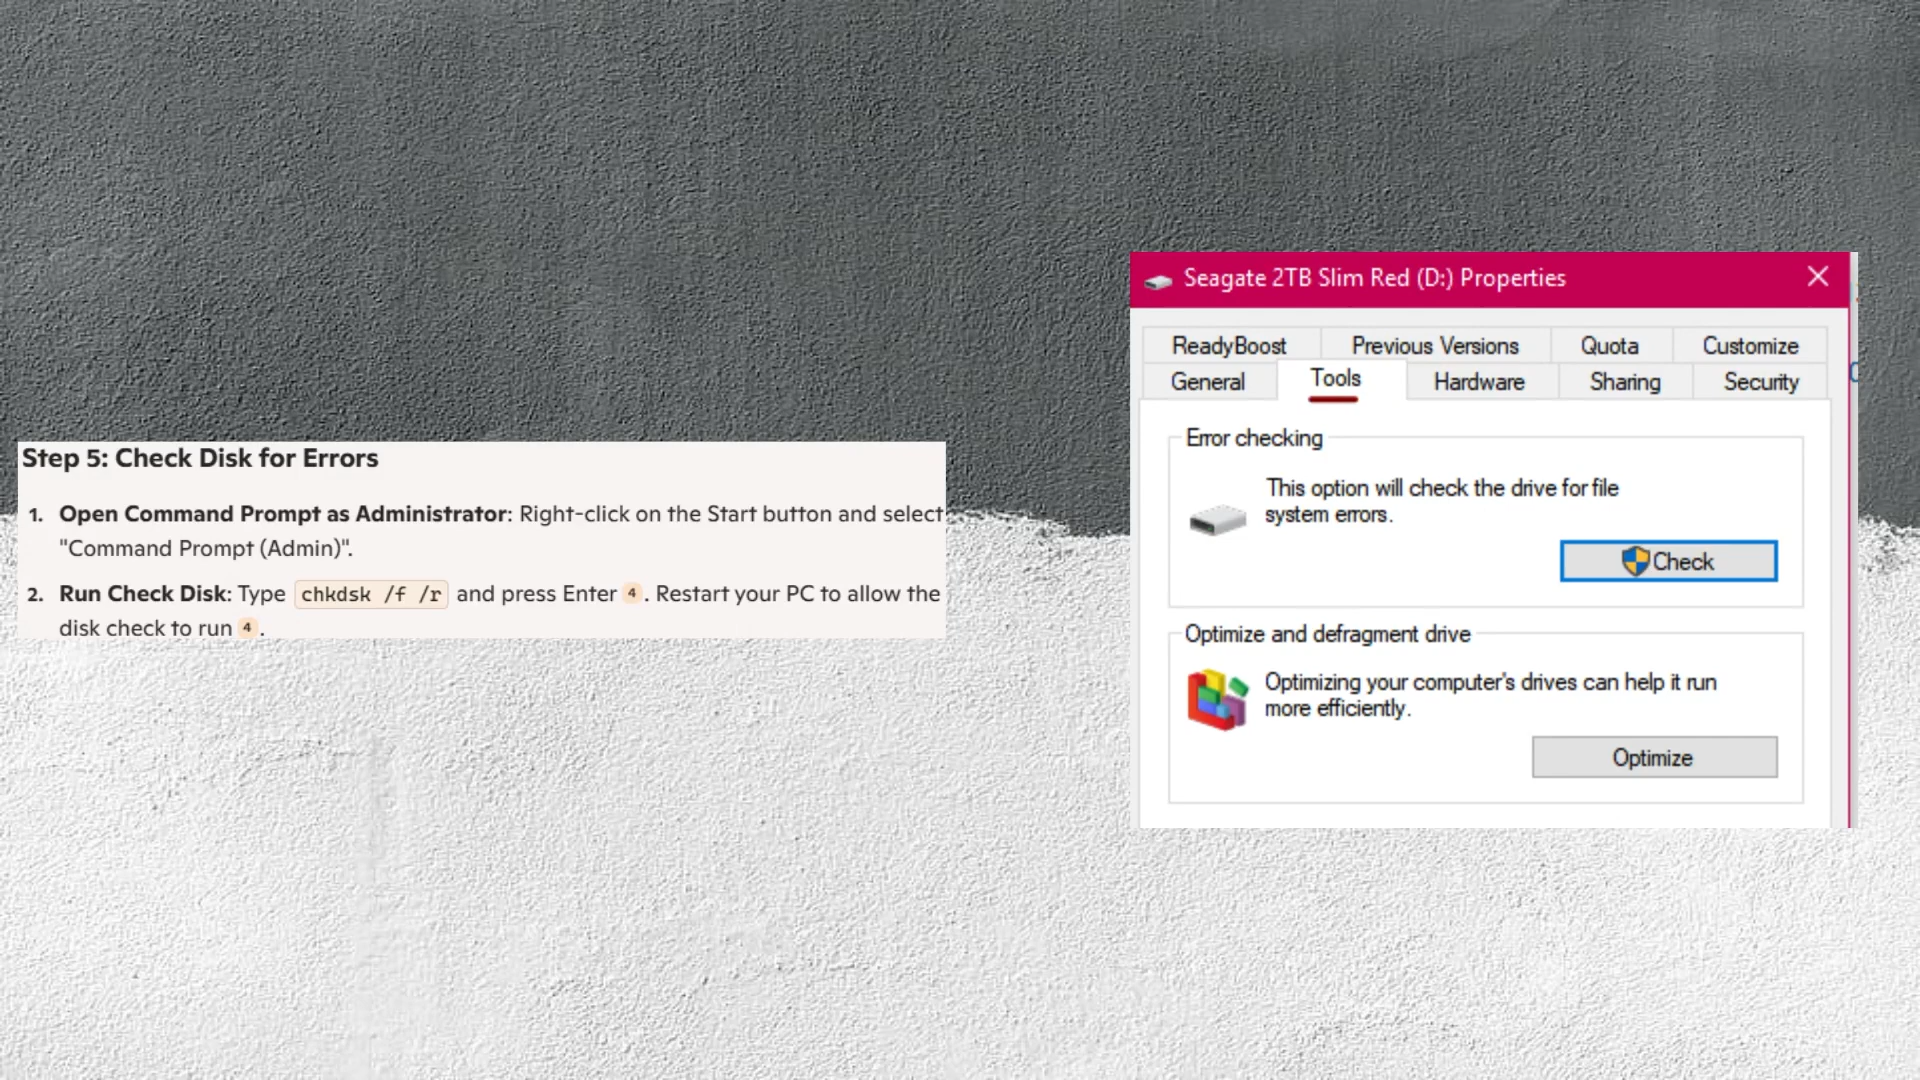 Step 5: Check Disk for Errors
1. Open Command Prompt as Administrator: Right-click on the Start button and select
"Command Prompt (Admin)".
2. Run Check Disk: Type chkdsk /f /r and press Enter 4. Restart your PC to allow the
disk check to run 4.
Seagate 2TB Slim Red (D:) Properties
ReadyBoost Previous Versions Quota Customize
General Tools Hardware Sharing Security
Error checking
This option will check the drive for file
system errors.
Check
Optimize and defragment drive
Optimizing your computer's drives can help it run
more efficiently.
Optimize